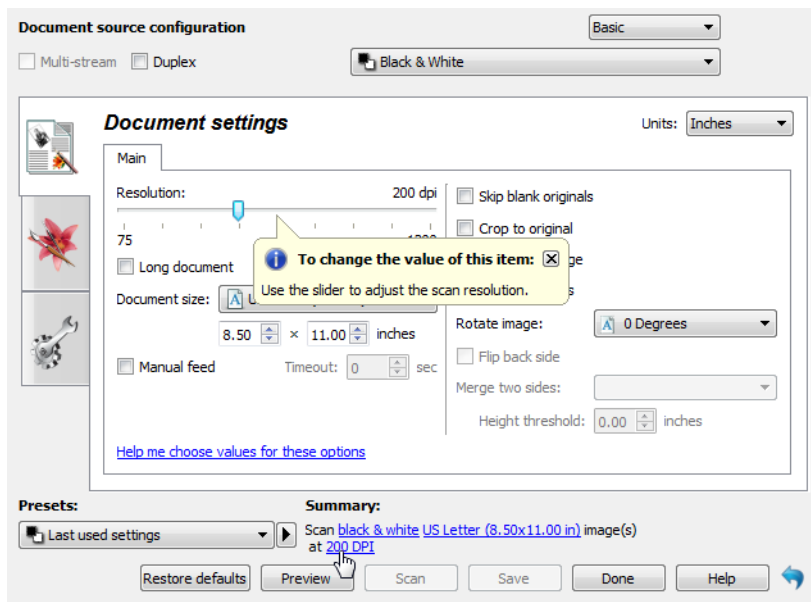 Document source configuration
Basic
Multi-stream
Duplex
Black & White
Document settings
Units:
Inches
Main
Resolution:
200 dpi
75
Long document
Document size:
8.50 × 11.00 inches
Manual feed
Timeout: 0 sec
To change the value of this item:
Use the slider to adjust the scan resolution.
Skip blank originals
Crop to original
Rotate image:
0 Degrees
Flip back side
Merge two sides:
Height threshold: 0.00 inches
Help me choose values for these options
Presets:
Last used settings
Summary:
Scan black & white US Letter (8.50x11.00 in) image(s)
at 200 DPI
Restore defaults
Preview
Scan
Save
Done
Help